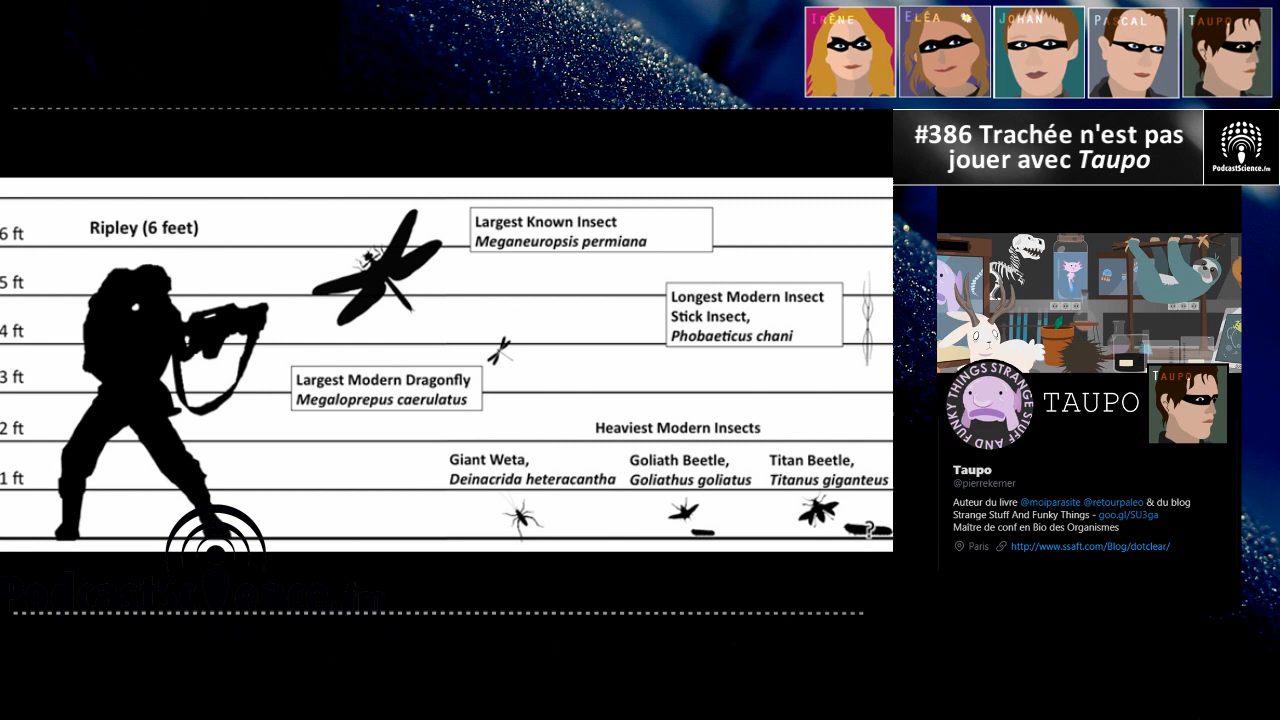 IRÈNE
ELÉA
JOHAN
PASCAL
TAUPO
#386 Trachée n'est pas
jouer avec Taupo
PodcastScience.fm
6 ft
5 ft
4 ft
3 ft
2 ft
1 ft
Ripley (6 feet)
Largest Known Insect
Meganeuropsis permiana
Longest Modern Insect
Stick Insect,
Phobaeticus chani
Largest Modern Dragonfly
Megaloprepus caerulatus
Heaviest Modern Insects
Giant Weta,
Deinacrida heteracantha
Goliath Beetle,
Goliathus goliatus
Titan Beetle,
Titanus giganteus
?
PodcastScience.fm
STRANGE STUFF AND FUNKY THINGS
TAUPO
TAUPO
Taupo
@pierrekerner
Auteur du livre @moiparasite @retourpaleo & du blog
Strange Stuff And Funky Things - goo.gl/SU3ga
Maître de conf en Bio des Organismes
Paris http://www.ssaft.com/Blog/dotclear/